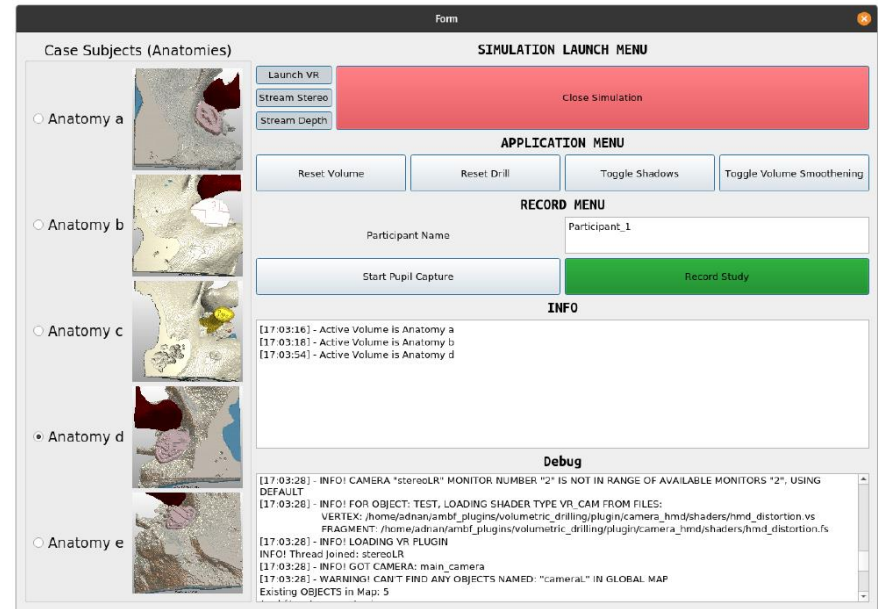 Form
Case Subjects (Anatomies)
Anatomy a
Anatomy b
Anatomy c
Anatomy d
Anatomy e
SIMULATION LAUNCH MENU
Launch VR
Stream Stereo
Stream Depth
Close Simulation
APPLICATION MENU
Reset Volume
Reset Drill
Toggle Shadows
Toggle Volume Smoothening
RECORD MENU
Participant Name
Participant_1
Start Pupil Capture
Record Study
INFO
[17:03:16] - Active Volume is Anatomy a
[17:03:18] - Active Volume is Anatomy b
[17:03:54] - Active Volume is Anatomy d
Debug
[17:03:28] - INFO! CAMERA "stereoLR" MONITOR NUMBER "2" IS NOT IN RANGE OF AVAILABLE MONITORS "2", USING
DEFAULT
[17:03:28] - INFO! FOR OBJECT: TEST, LOADING SHADER TYPE VR_CAM FROM FILES:
VERTEX: /home/adnan/ambf_plugins/volumetric_drilling/plugin/camera_hmd/shaders/hmd_distortion.vs
FRAGMENT: /home/adnan/ambf_plugins/volumetric_drilling/plugin/camera_hmd/shaders/hmd_distortion.fs
[17:03:28] - INFO! LOADING VR PLUGIN
INFO! Thread Joined: stereoLR
[17:03:28] - INFO! GOT CAMERA: main_camera
[17:03:28] - WARNING! CAN'T FIND ANY OBJECTS NAMED: "cameraL" IN GLOBAL MAP
Existing OBJECTS in Map: 5